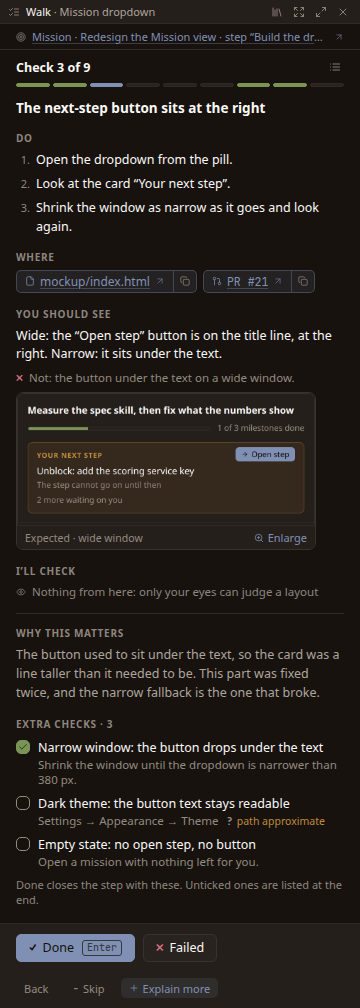 Walk · Mission dropdown
Mission · Redesign the Mission view · step “Build the dr…
Check 3 of 9
The next-step button sits at the right
DO
1. Open the dropdown from the pill.
2. Look at the card “Your next step”.
3. Shrink the window as narrow as it goes and look
again.
WHERE
mockup/index.html
PR #21
YOU SHOULD SEE
Wide: the “Open step” button is on the title line, at the
right. Narrow: it sits under the text.
× Not: the button under the text on a wide window.
Measure the spec skill, then fix what the numbers show
1 of 3 milestones done
YOUR NEXT STEP
→ Open step
Unblock: add the scoring service key
The step cannot go on until then
2 more waiting on you
Expected · wide window
Enlarge
I’LL CHECK
Nothing from here: only your eyes can judge a layout
WHY THIS MATTERS
The button used to sit under the text, so the card was a
line taller than it needed to be. This part was fixed
twice, and the narrow fallback is the one that broke.
EXTRA CHECKS · 3
Narrow window: the button drops under the text
Shrink the window until the dropdown is narrower than
380 px.
Dark theme: the button text stays readable
Settings → Appearance → Theme ? path approximate
Empty state: no open step, no button
Open a mission with nothing left for you.
Done closes the step with these. Unticked ones are listed at the
end.
✓ Done Enter
× Failed
Back
– Skip
+ Explain more